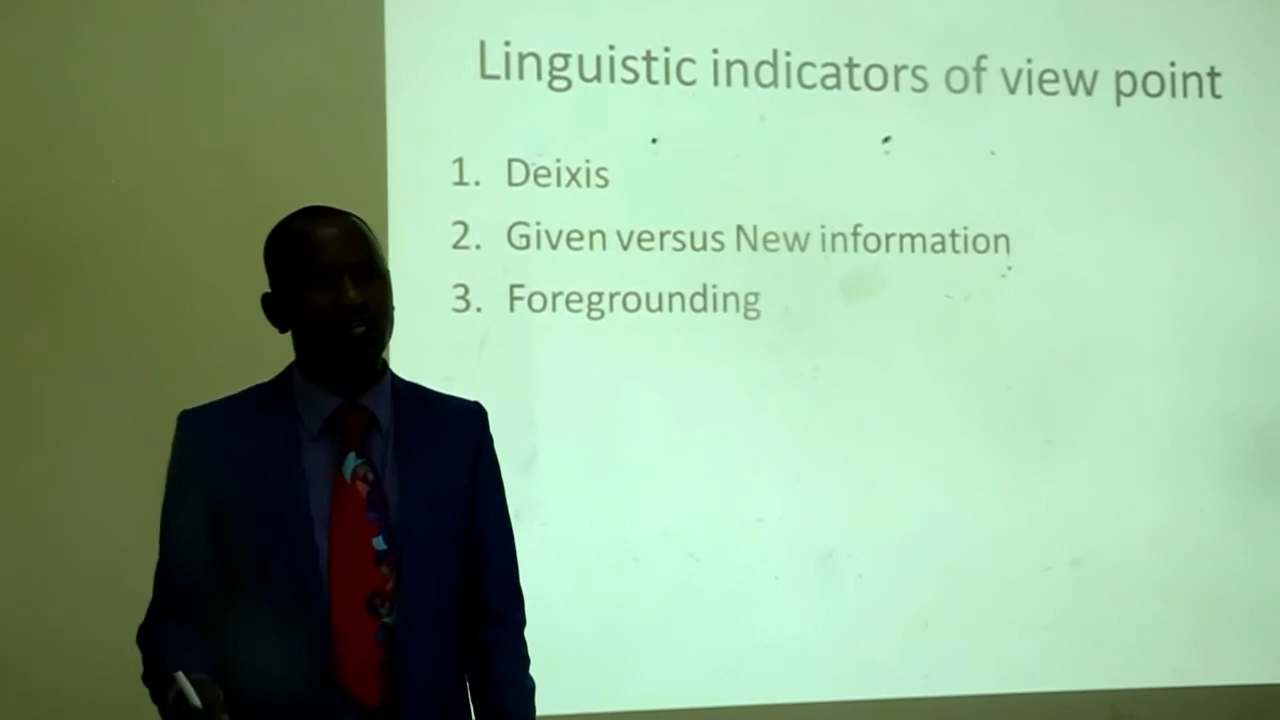 Linguistic indicators of view point
1. Deixis
2. Given versus New information
3. Foregrounding